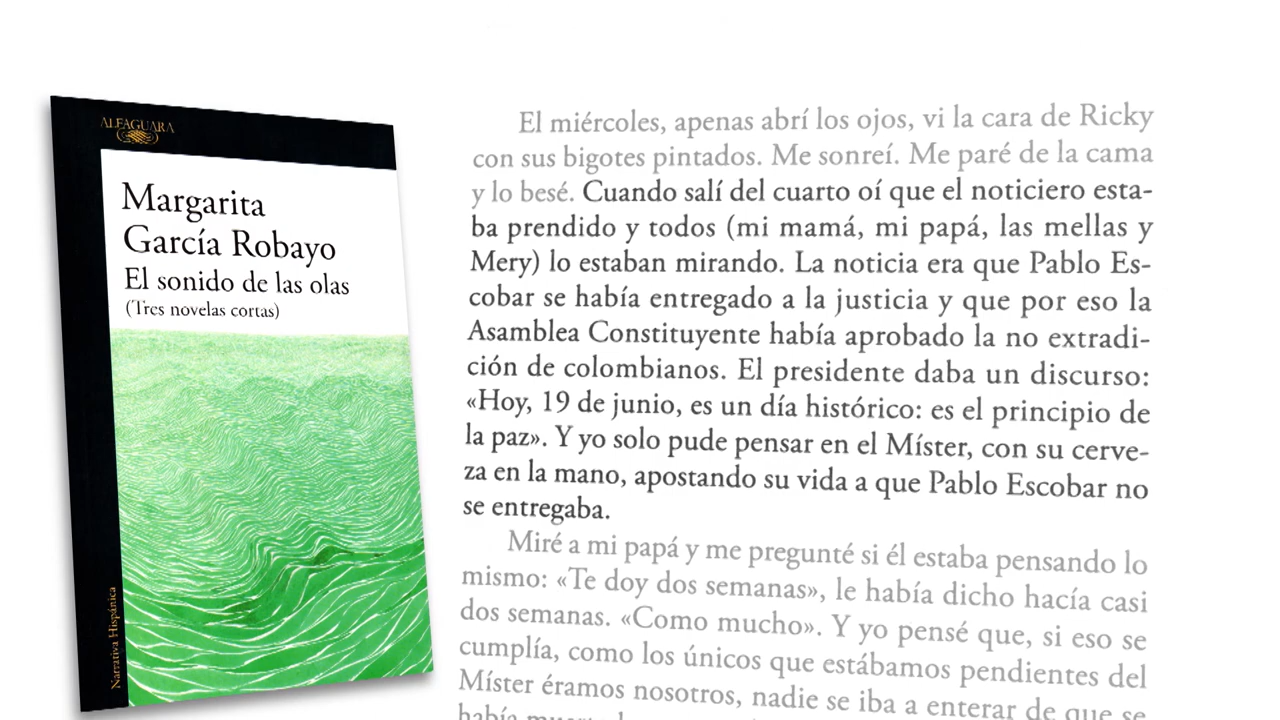 ALFAGUARA
Margarita
García Robayo
El sonido de las olas
(Tres novelas cortas)
Narrativa Hispánica
El miércoles, apenas abrí los ojos, vi la cara de Ricky
con sus bigotes pintados. Me sonreí. Me paré de la cama
y lo besé. Cuando salí del cuarto oí que el noticiero esta-
ba prendido y todos (mi mamá, mi papá, las mellas y
Mery) lo estaban mirando. La noticia era que Pablo Es-
cobar se había entregado a la justicia y que por eso la
Asamblea Constituyente había aprobado la no extradi-
ción de colombianos. El presidente daba un discurso:
«Hoy, 19 de junio, es un día histórico: es el principio de
la paz». Y yo solo pude pensar en el Míster, con su cerve-
za en la mano, apostando su vida a que Pablo Escobar no
se entregaba.
Miré a mi papá y me pregunté si él estaba pensando lo
mismo: «Te doy dos semanas», le había dicho hacía casi
dos semanas. «Como mucho». Y yo pensé que, si eso se
cumplía, como los únicos que estábamos pendientes del
Míster éramos nosotros, nadie se iba a enterar de que se
había